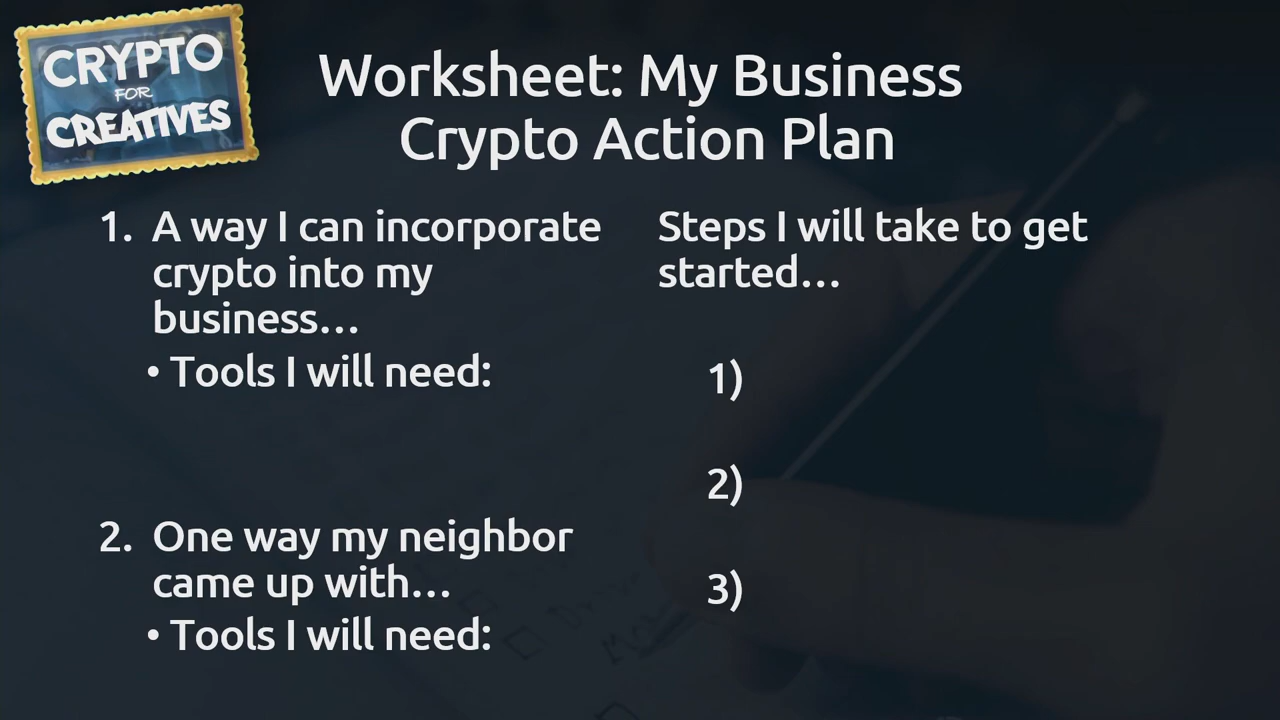 CRYPTO
FOR
CREATIVES
Worksheet: My Business
Crypto Action Plan
1. A way I can incorporate
crypto into my
business...
• Tools I will need:
2. One way my neighbor
came up with...
• Tools I will need:
Steps I will take to get
started...
1)
2)
3)